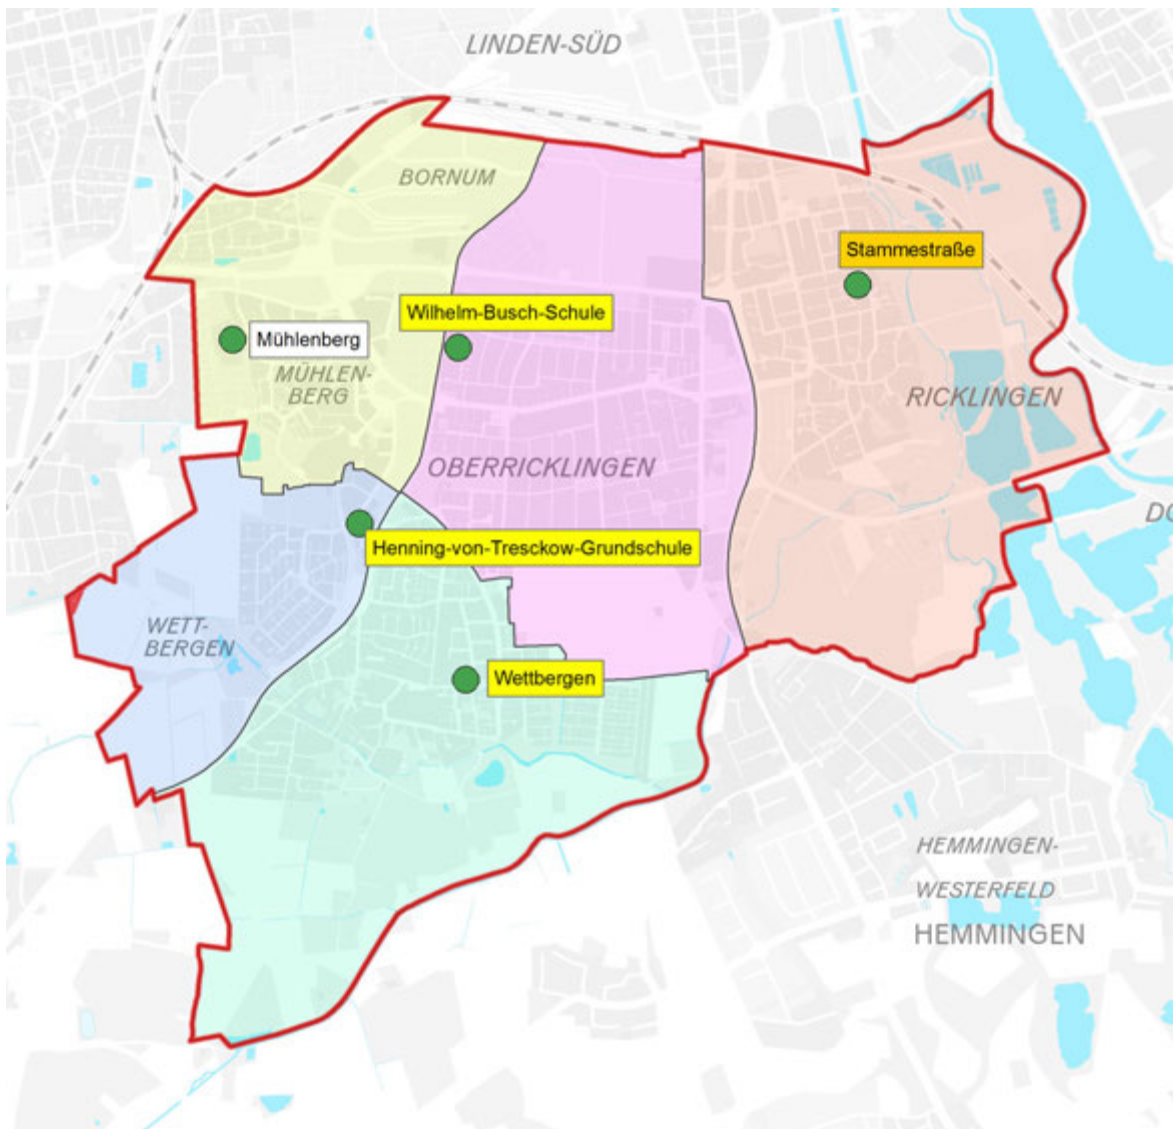 LINDEN-SÜD
BORNUM
Stammestraße
Wilhelm-Busch-Schule
Mühlenberg
MÜHLEN-
BERG
RICKLINGEN
OBERRICKLINGEN
DO
Henning-von-Tresckow-Grundschule
WETT-
BERGEN
Wettbergen
HEMMINGEN-
WESTERFELD
HEMMINGEN